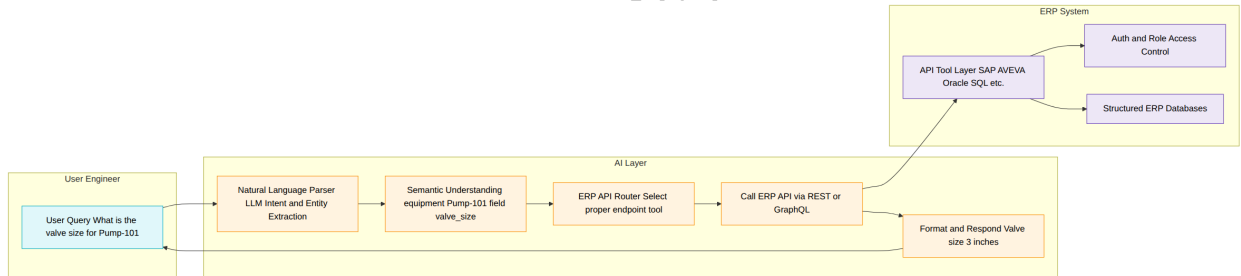 ERP System
Auth and Role Access
Control
API Tool Layer SAP AVEVA
Oracle SQL etc.
Structured ERP Databases
User Engineer
User Query What is the
valve size for Pump-101
AI Layer
Natural Language Parser
LLM Intent and Entity
Extraction
Semantic Understanding
equipment Pump-101 field
valve_size
ERP API Router Select
proper endpoint tool
Call ERP API via REST or
GraphQL
Format and Respond Valve
size 3 inches